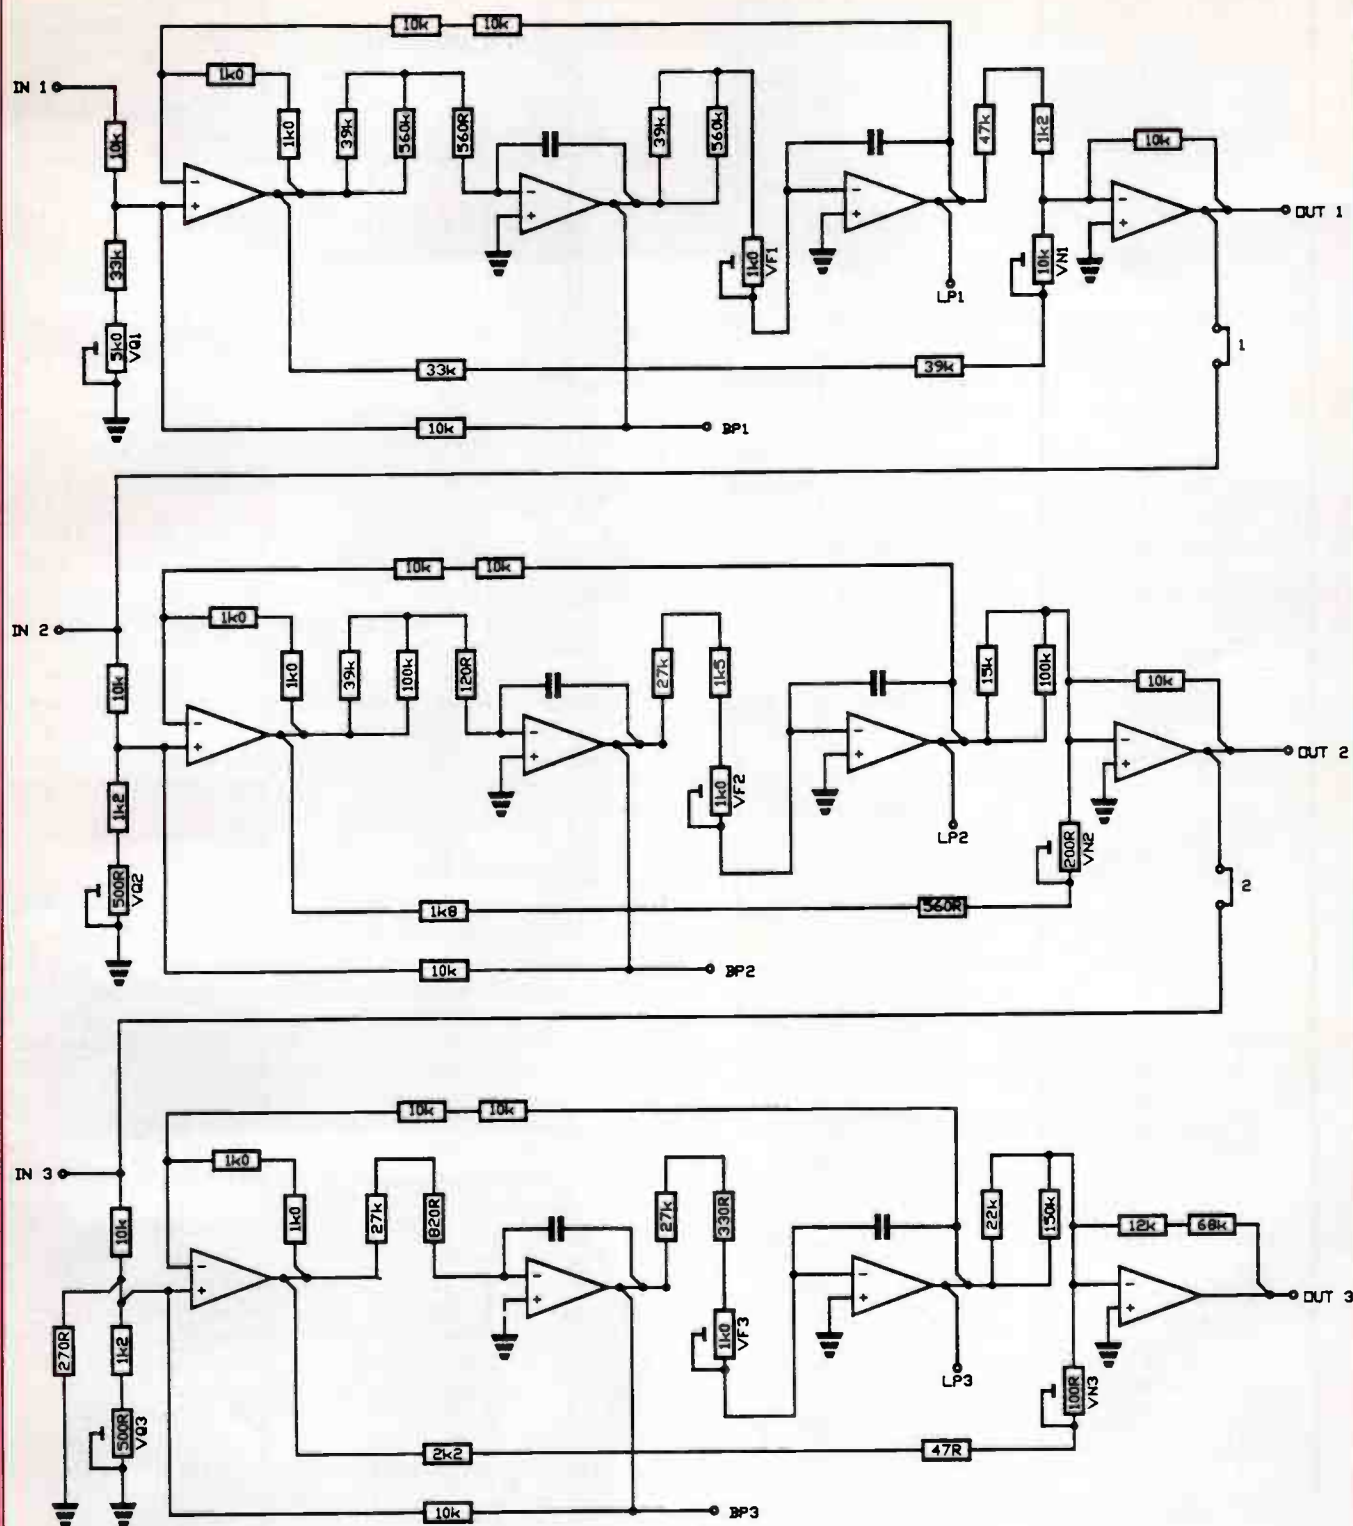 10k 10k
1k0
IN 1
10k
1k0
39k
560k
560R
39k
560k
47k
1k2
10k
OUT 1
33k
1k0
VF1
10k
VN1
LP1
5k0
VQ1
1
33k
39k
10k
BP1
10k 10k
1k0
IN 2
10k
1k0
39k
100k
120R
27k
1k5
15k
100k
10k
OUT 2
1k2
1k0
VF2
LP2
200R
VN2
500R
VQ2
2
1k8
560R
10k
BP2
10k 10k
1k0
IN 3
10k
1k0
27k
820R
27k
330R
22k
150k
12k 68k
OUT 3
270R
1k2
1k0
VF3
LP3
100R
VN3
500R
VQ3
2k2
47R
10k
BP3